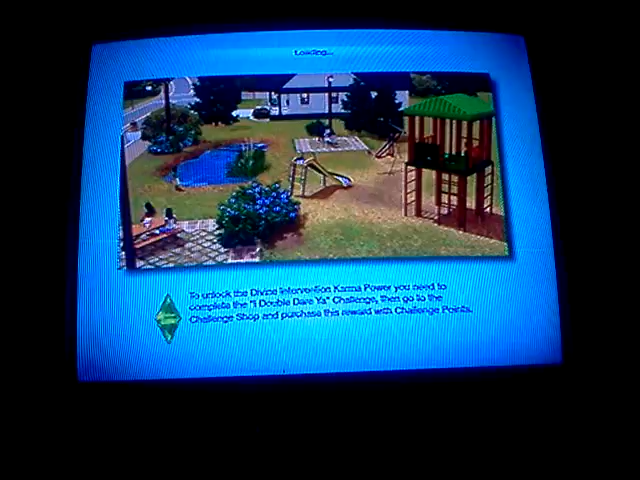 Loading...
To unlock the Divine Intervention Karma Power you need to
complete the "I Double Dare Ya" Challenge, then go to the
Challenge Shop and purchase this reward with Challenge Points.